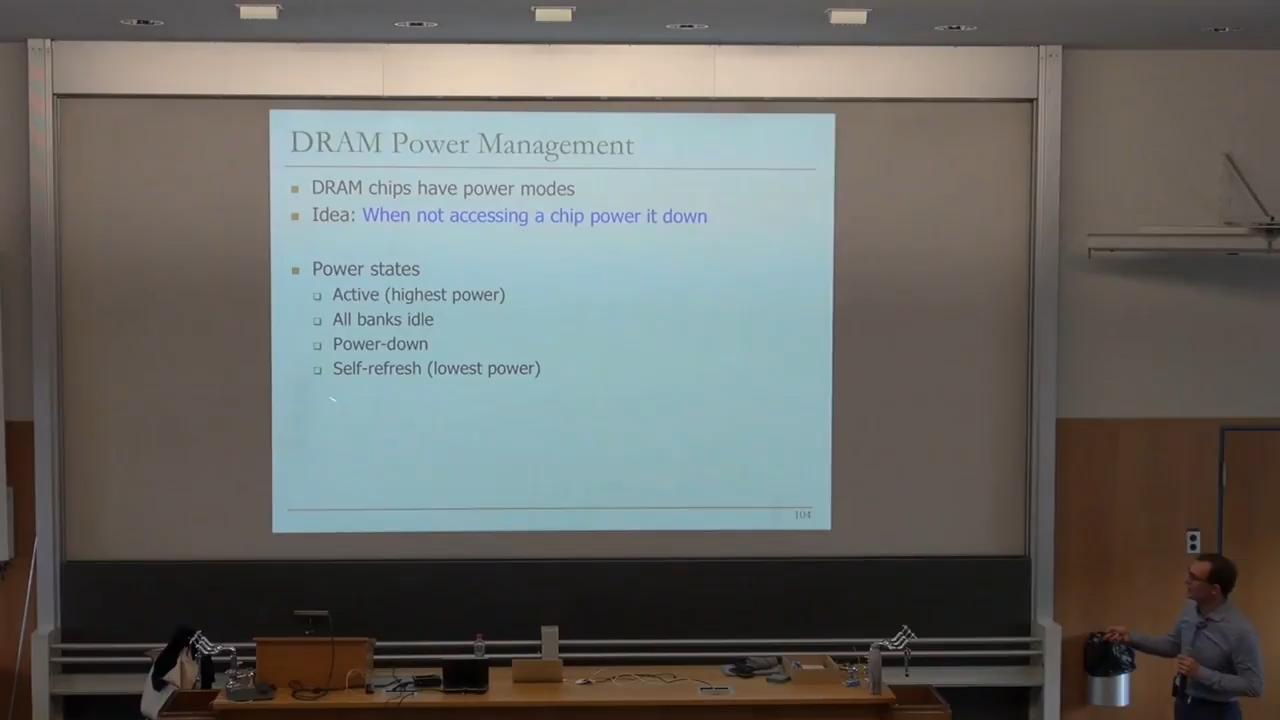 DRAM Power Management
DRAM chips have power modes
Idea: When not accessing a chip power it down
Power states
Active (highest power)
All banks idle
Power-down
Self-refresh (lowest power)
104